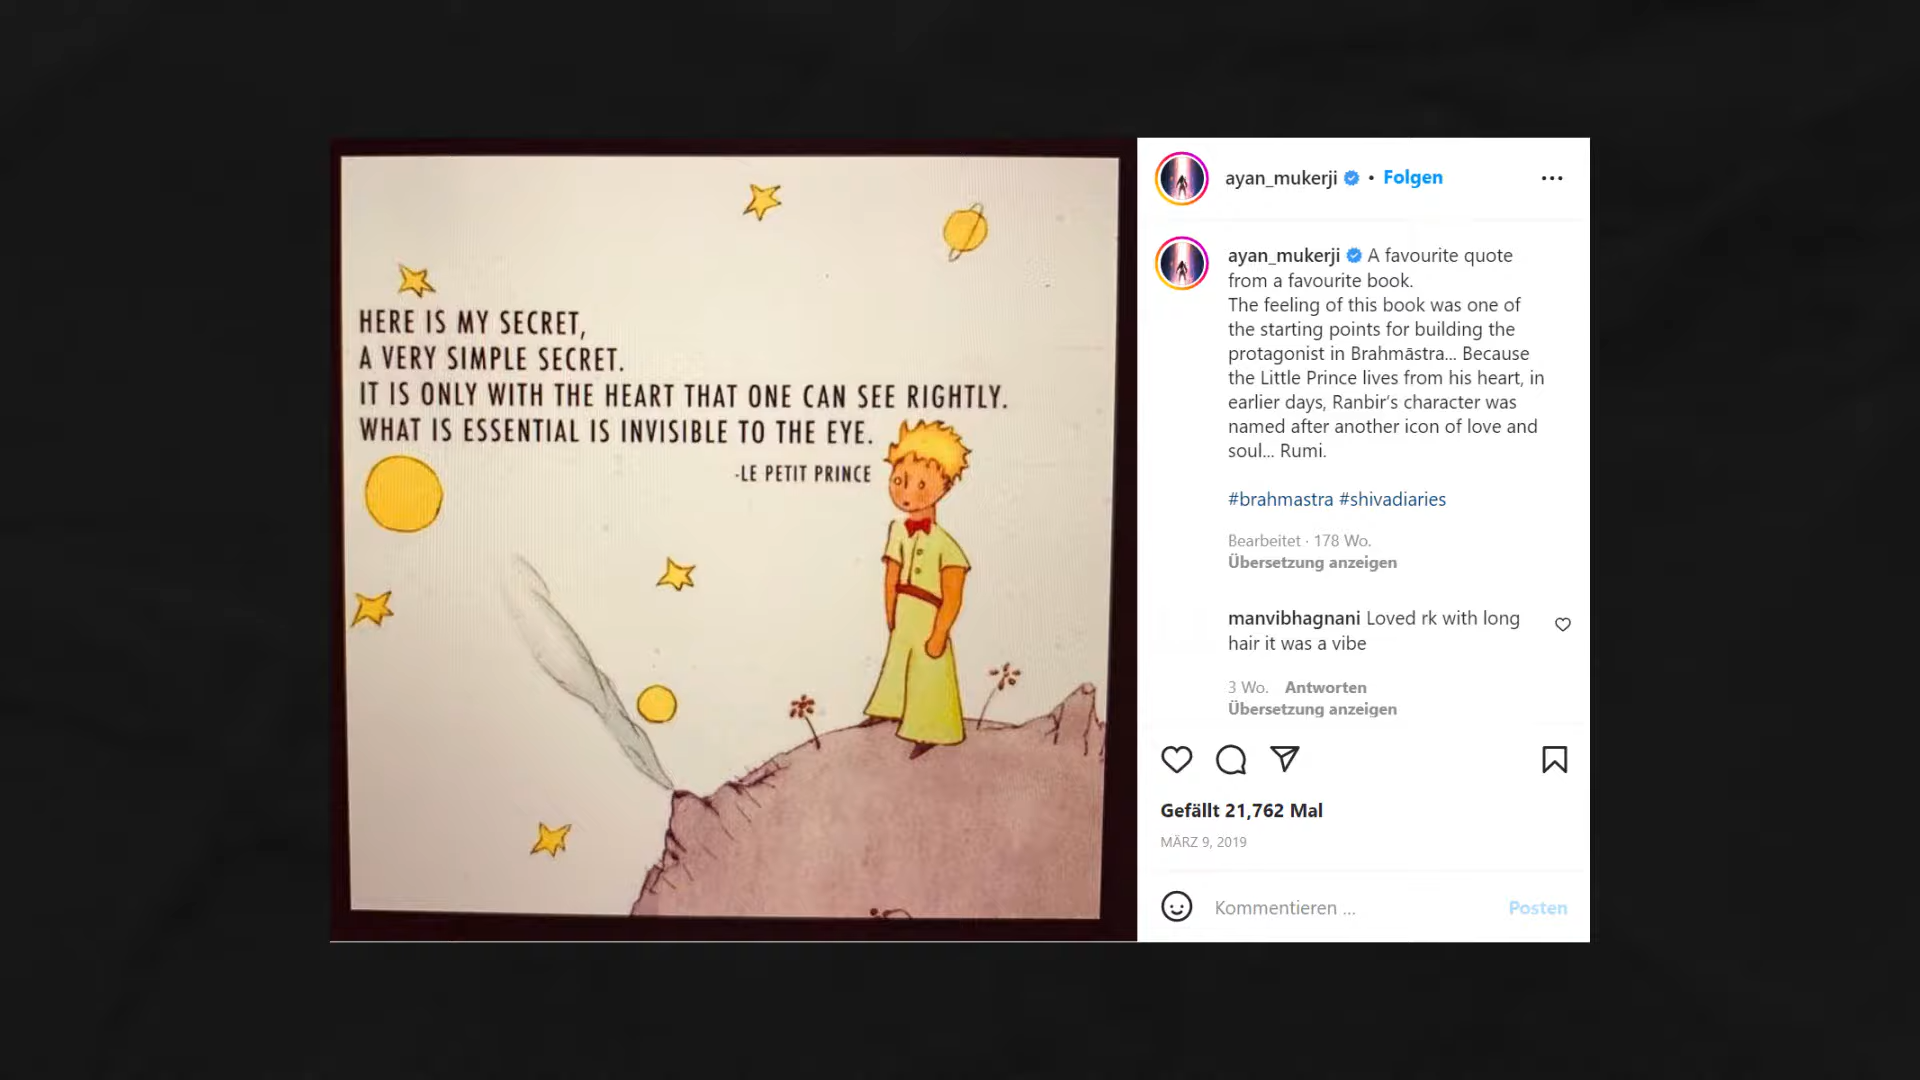 HERE IS MY SECRET,
A VERY SIMPLE SECRET.
IT IS ONLY WITH THE HEART THAT ONE CAN SEE RIGHTLY.
WHAT IS ESSENTIAL IS INVISIBLE TO THE EYE.
-LE PETIT PRINCE
ayan_mukerji • Folgen
ayan_mukerji A favourite quote
from a favourite book.
The feeling of this book was one of
the starting points for building the
protagonist in Brahmāstra... Because
the Little Prince lives from his heart, in
earlier days, Ranbir's character was
named after another icon of love and
soul... Rumi.
#brahmastra #shivadiaries
Bearbeitet · 178 Wo.
Übersetzung anzeigen
manvibhagnani Loved rk with long
hair it was a vibe
3 Wo. Antworten
Übersetzung anzeigen
Gefällt 21,762 Mal
MÄRZ 9, 2019
Kommentieren ... Posten